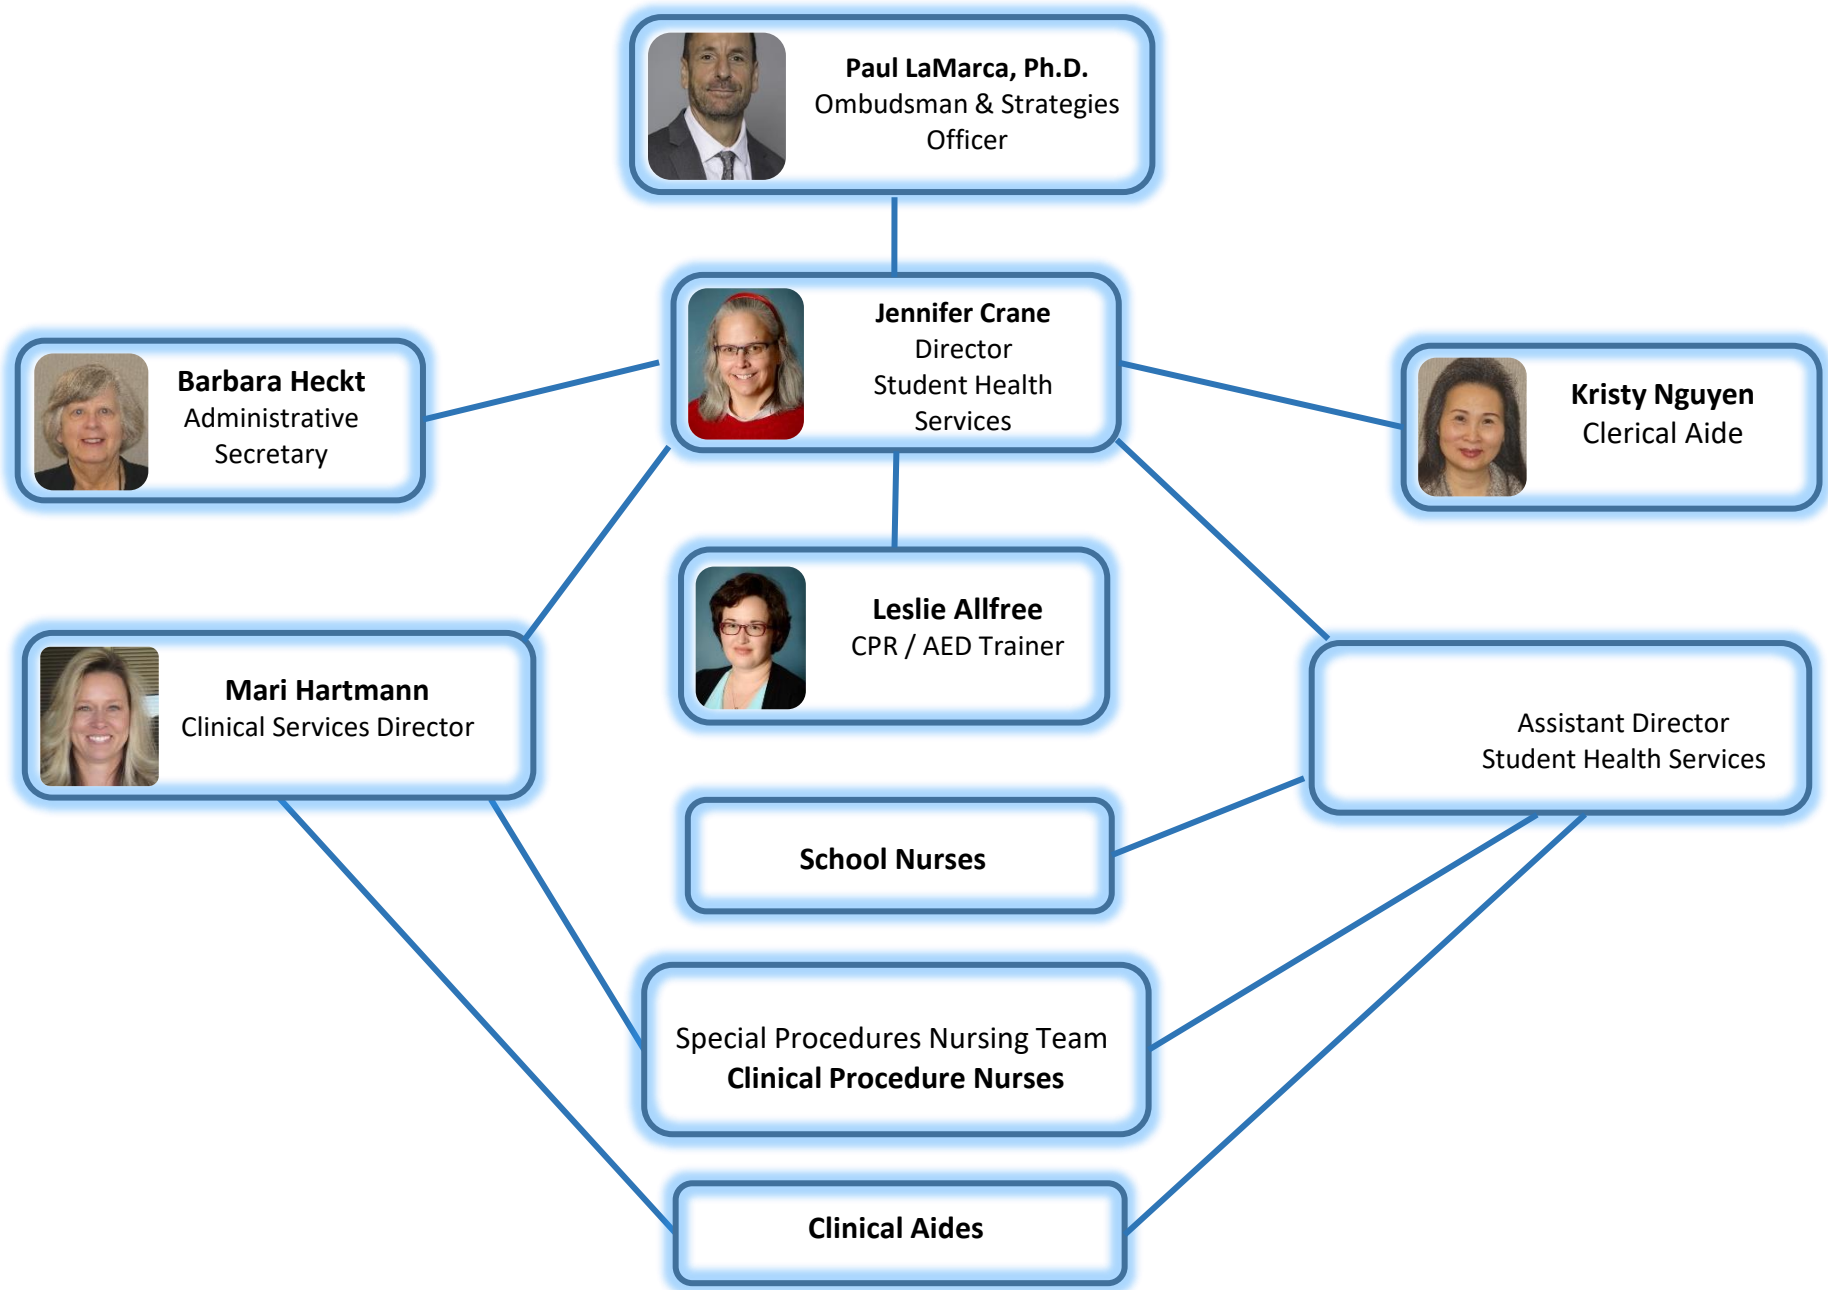 Paul LaMarca, Ph.D.
Ombudsman & Strategies
Officer
Jennifer Crane
Director
Student Health
Services
Barbara Heckt
Administrative
Secretary
Kristy Nguyen
Clerical Aide
Leslie Allfree
CPR / AED Trainer
Mari Hartmann
Clinical Services Director
Assistant Director
Student Health Services
School Nurses
Special Procedures Nursing Team
Clinical Procedure Nurses
Clinical Aides